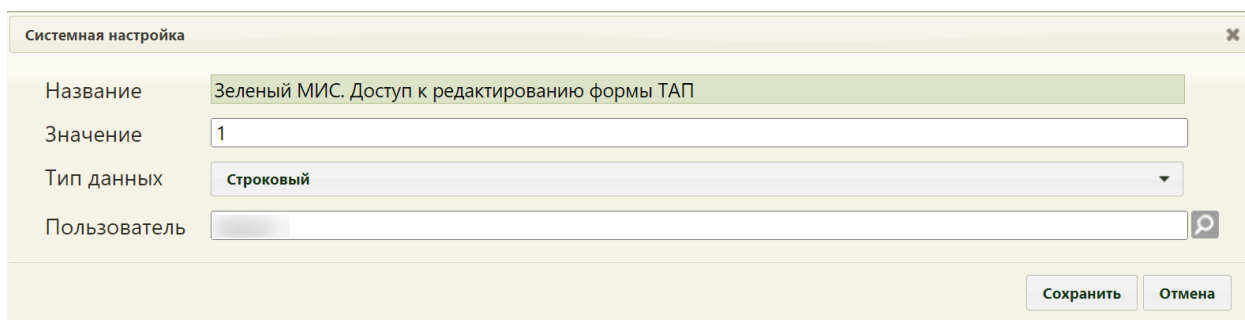 Системная настройка
Название Зеленый МИС. Доступ к редактированию формы ТАП
Значение 1
Тип данных Строковый
Пользователь
Сохранить Отмена